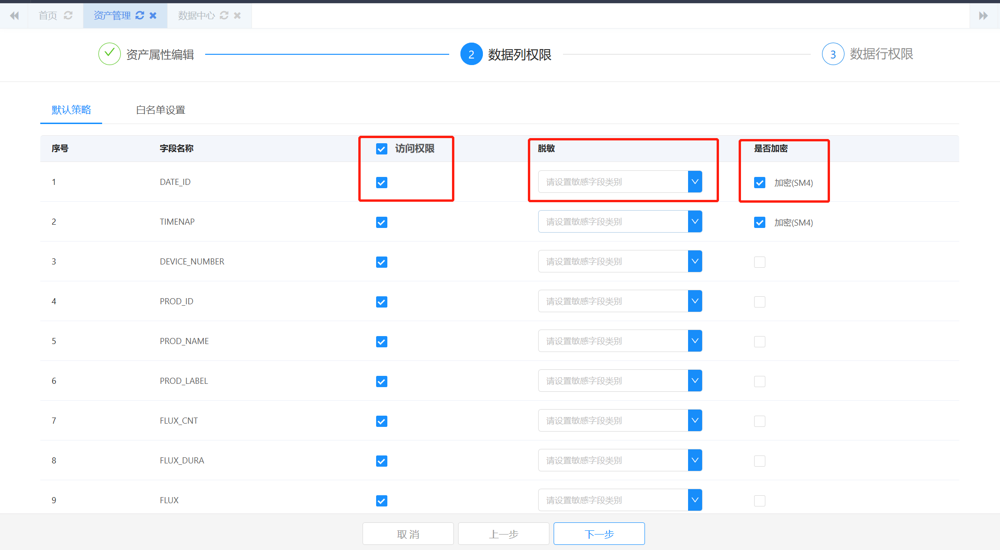 首页 资产管理 数据中心
资产属性编辑 2 数据列权限 3 数据行权限
默认策略 白名单设置
序号 字段名称 访问权限 脱敏 是否加密
1 DATE_ID 请设置敏感字段类别 加密(SM4)
2 TIMENAP 请设置敏感字段类别 加密(SM4)
3 DEVICE_NUMBER 请设置敏感字段类别
4 PROD_ID 请设置敏感字段类别
5 PROD_NAME 请设置敏感字段类别
6 PROD_LABEL 请设置敏感字段类别
7 FLUX_CNT 请设置敏感字段类别
8 FLUX_DURA 请设置敏感字段类别
9 FLUX 请设置敏感字段类别
取 消 上一步 下一步